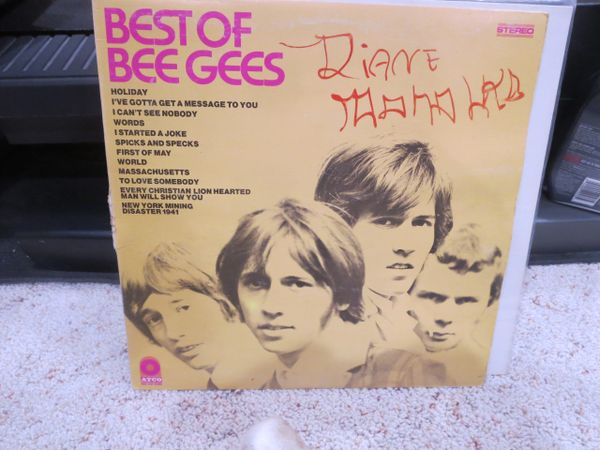 BEST OF
BEE GEES
STEREO
DIANE
HOLIDAY
I'VE GOTTA GET A MESSAGE TO YOU
I CAN'T SEE NOBODY
WORDS
I STARTED A JOKE
SPICKS AND SPECKS
FIRST OF MAY
WORLD
MASSACHUSETTS
TO LOVE SOMEBODY
EVERY CHRISTIAN LION HEARTED
MAN WILL SHOW YOU
NEW YORK MINING
DISASTER 1941
ATCO